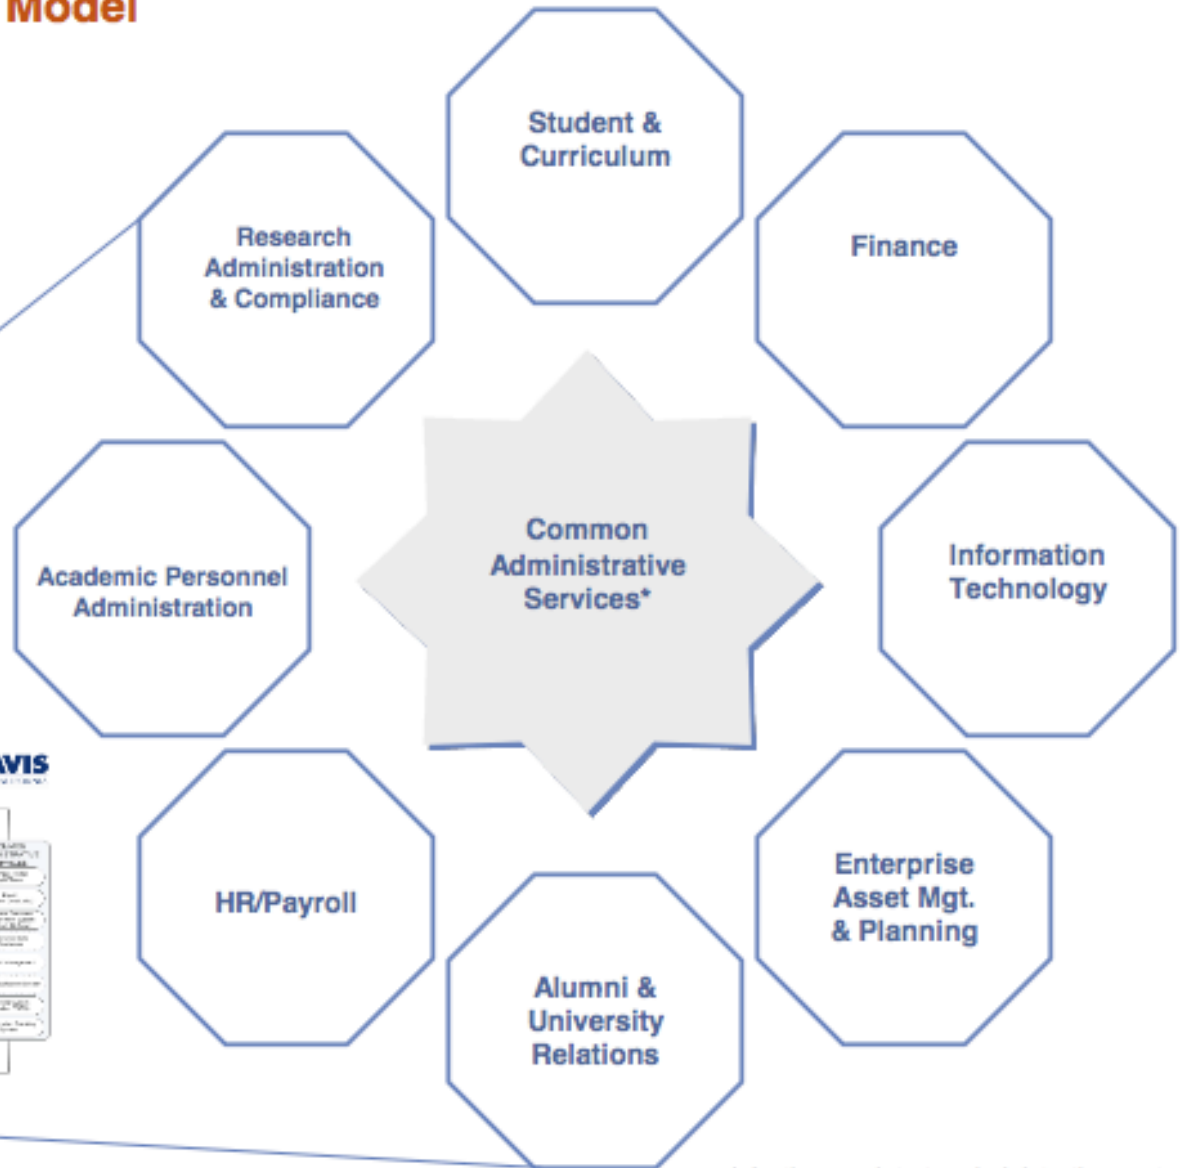 Model
Student &
Curriculum
Research
Administration
& Compliance
Finance
Common
Administrative
Services*
Academic Personnel
Administration
Information
Technology
AVIS
HR/Payroll
Enterprise
Asset Mgt.
& Planning
Alumni &
University
Relations